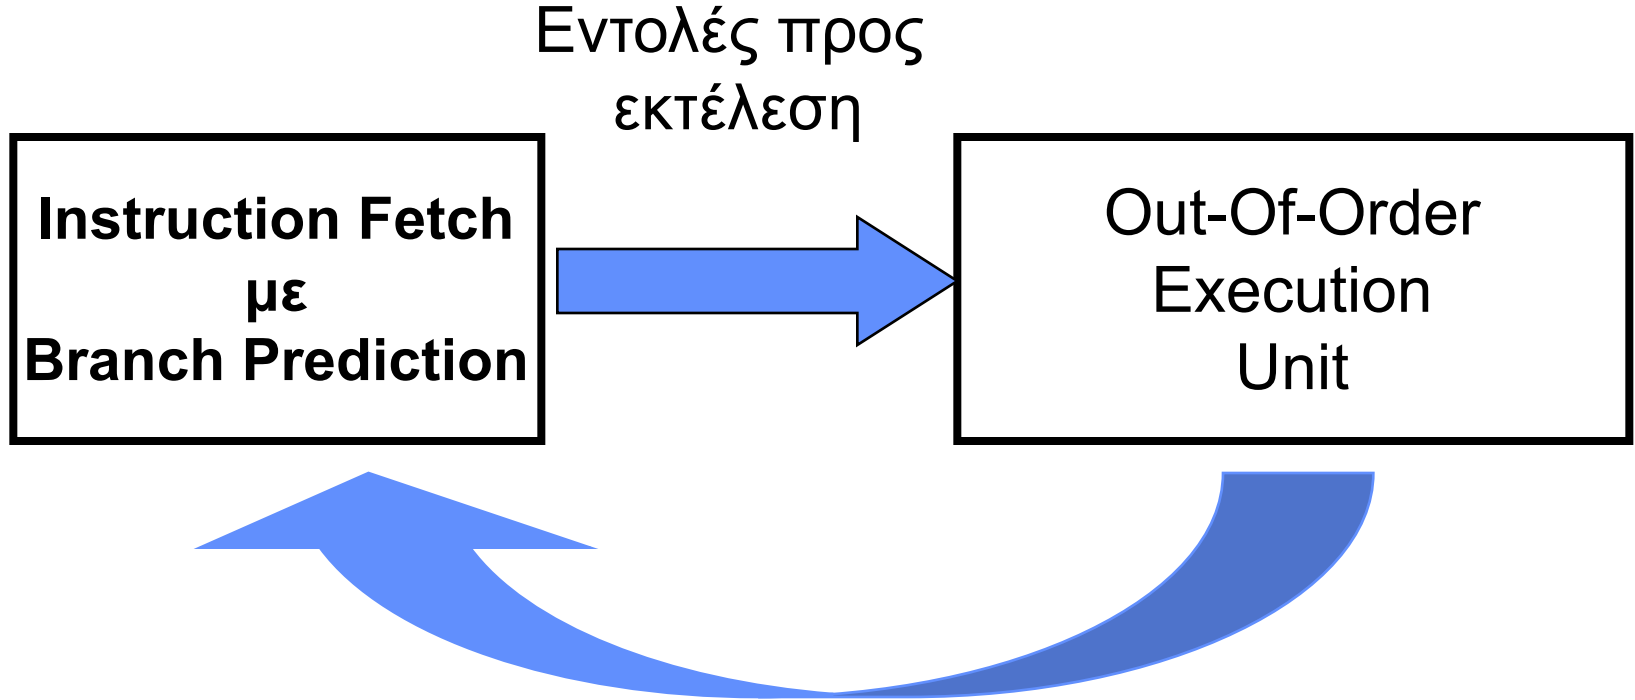 Εντολές προς
εκτέλεση
Instruction Fetch
με
Branch Prediction
Out-Of-Order
Execution
Unit